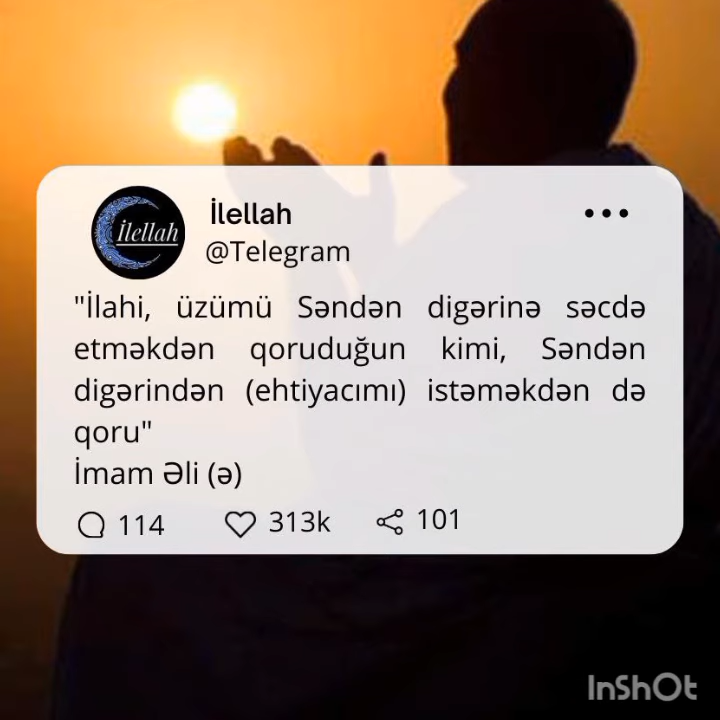 İlellah
İlellah
@Telegram
"İlahi, üzümü Səndən digərinə səcdə
etməkdən qoruduğun kimi, Səndən
digərindən (ehtiyacımı) istəməkdən də
qoru"
İmam Əli (ə)
114 313k 101
InShOt